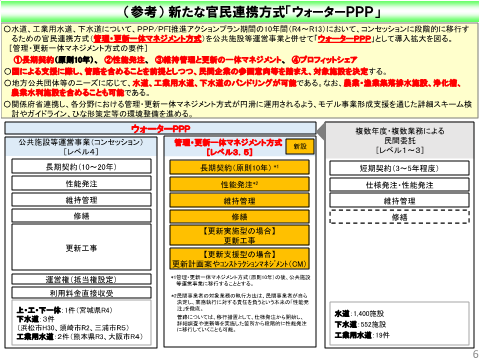 （参考）新たな官民連携方式「ウォーターPPP」
○水道、工業用水道、下水道について、PPP/PFI推進アクションプラン期間の10年間（R4～R13）において、コンセッションに段階的に移行す
るための官民連携方式（管理・更新一体マネジメント方式）を公共施設等運営事業と併せて「ウォーターPPP」として導入拡大を図る。
［管理・更新一体マネジメント方式の要件］
①長期契約（原則10年）、 ②性能発注、 ③維持管理と更新の一体マネジメント、 ④プロフィットシェア
○国による支援に際し、管路を含めることを前提としつつ、民間企業の参画意向等を踏まえ、対象施設を決定する。
○地方公共団体等のニーズに応じて、水道、工業用水道、下水道のバンドリングが可能である。なお、農業・漁業集落排水施設、浄化槽、
農業水利施設を含めることも可能である。
○関係府省連携し、各分野における管理・更新一体マネジメント方式が円滑に運用されるよう、モデル事業形成支援を通じた詳細スキーム検
討やガイドライン、ひな形策定等の環境整備を進める。
ウォーターPPP
公共施設等運営事業（コンセッション）
［レベル4］
長期契約（10～20年）
性能発注
維持管理
修繕
更新工事
運営権（抵当権設定）
利用料金直接収受
上・工・下一体：1件（宮城県R4）
下水道：3件
（浜松市H30、須崎市R2、三浦市R5）
工業用水道：2件（熊本県R3、大阪市R4）
管理・更新一体マネジメント方式
［レベル3．5］
新設
長期契約（原則10年） *1
性能発注*2
維持管理
修繕
【更新実施型の場合】
更新工事
【更新支援型の場合】
更新計画案やコンストラクションマネジメント（CM）
*1管理・更新一体マネジメント方式（原則10年）の後、公共施設
等運営事業に移行することとする。
*2民間事業者の対象業務の執行方法は、民間事業者が自ら
決定し、業務執行に対する責任を負うという本来の「性能発
注」を徹底。
管路については、移行措置として、仕様発注から開始し、
詳細調査や更新等を実施した箇所から段階的に性能発注
に移行していくことも可能。
複数年度・複数業務による
民間委託
［レベル1～3］
短期契約（3～5年程度）
仕様発注・性能発注
維持管理
修繕
水道：1,400施設
下水道：552施設
工業用水道：19件
6